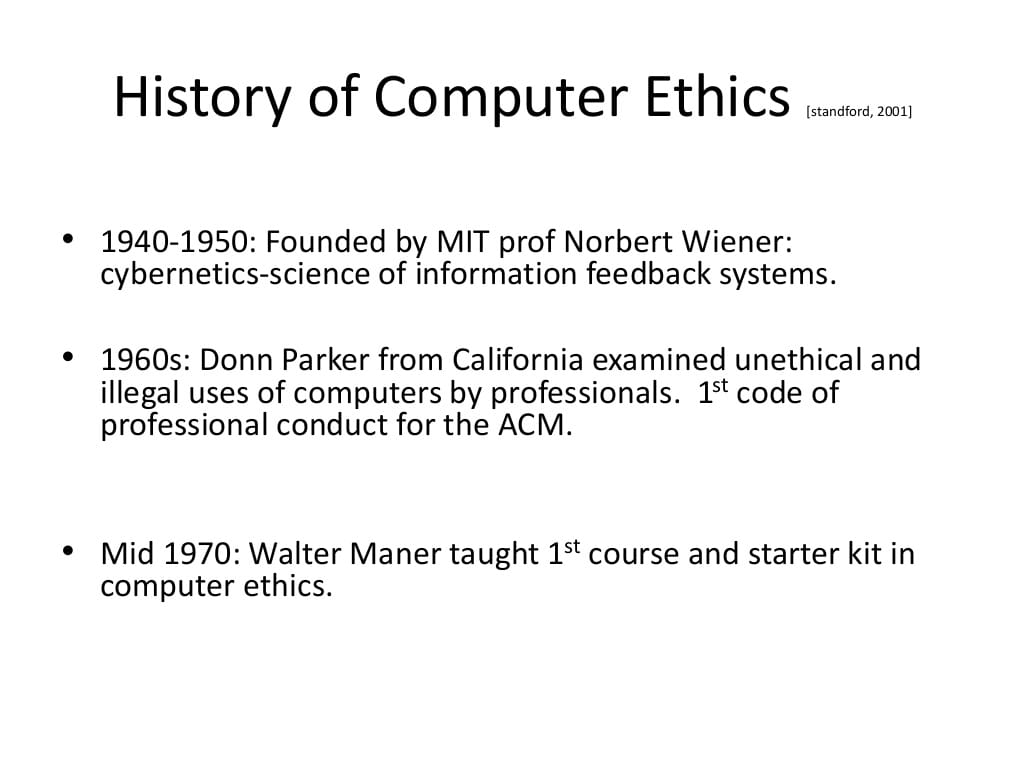 History of Computer Ethics [standford, 2001]
• 1940-1950: Founded by MIT prof Norbert Wiener:
cybernetics-science of information feedback systems.
• 1960s: Donn Parker from California examined unethical and
illegal uses of computers by professionals.  1st code of
professional conduct for the ACM.
• Mid 1970: Walter Maner taught 1st course and starter kit in
computer ethics.